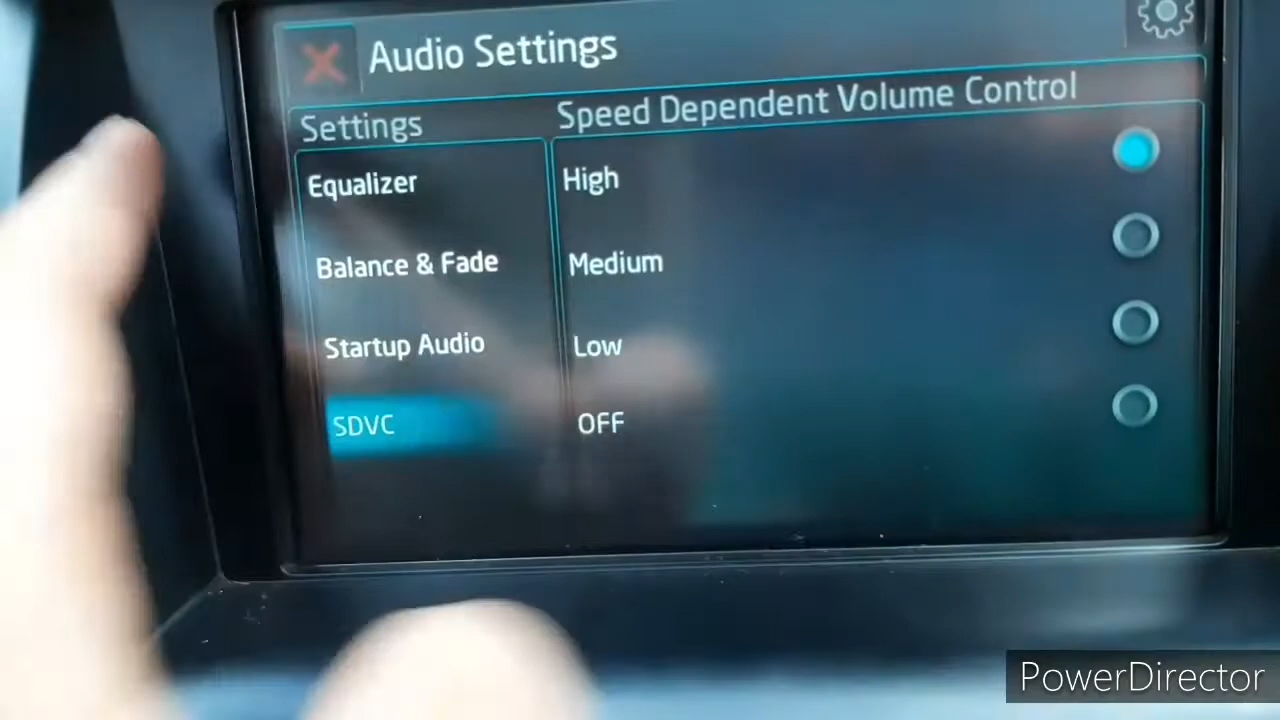 Audio Settings
Settings
Speed Dependent Volume Control
Equalizer
High
Balance & Fade
Medium
Startup Audio
Low
SDVC
OFF
PowerDirector